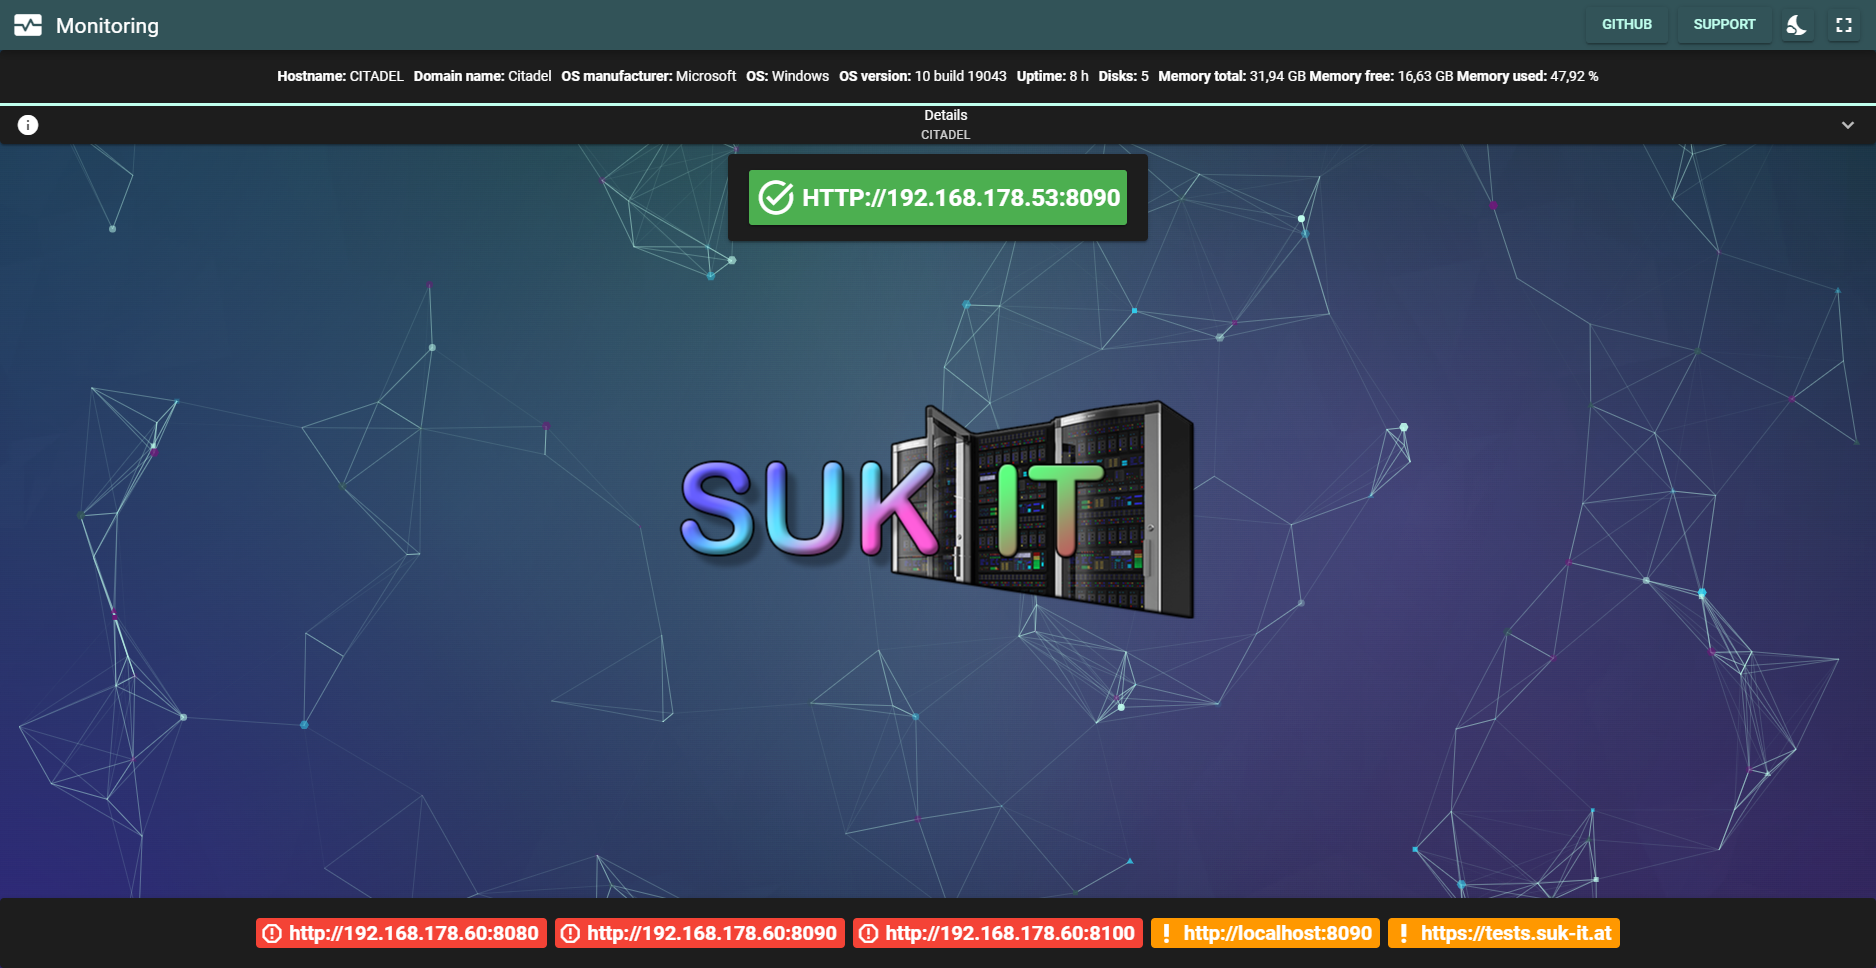 Monitoring
GITHUB SUPPORT
Hostname: CITADEL Domain name: Citadel OS manufacturer: Microsoft OS: Windows OS version: 10 build 19043 Uptime: 8 h Disks: 5 Memory total: 31,94 GB Memory free: 16,63 GB Memory used: 47,92 %
Details
CITADEL
HTTP://192.168.178.53:8090
SUK IT
http://192.168.178.60:8080 http://192.168.178.60:8090 http://192.168.178.60:8100 http://localhost:8090 https://tests.suk-it.at